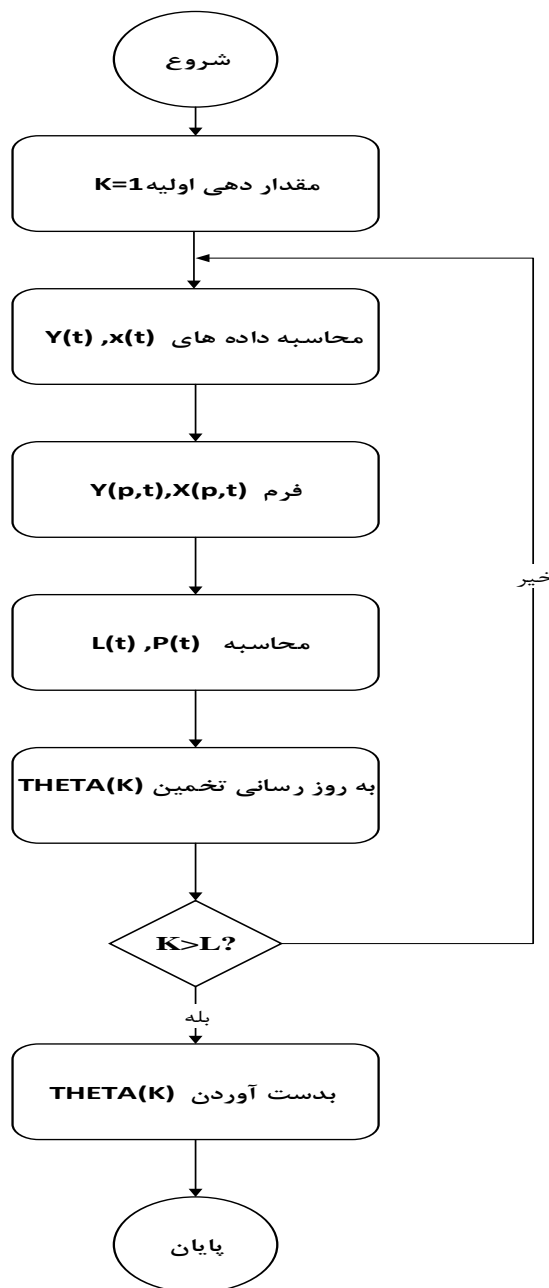 شروع
مقدار دهی اولیه K=1
محاسبه داده های Y(t) ,x(t)
فرم Y(p,t),X(p,t)
خیر
محاسبه L(t) ,P(t)
به روز رسانی تخمین THETA(K)
K>L?
بله
بدست آوردن THETA(K)
پایان